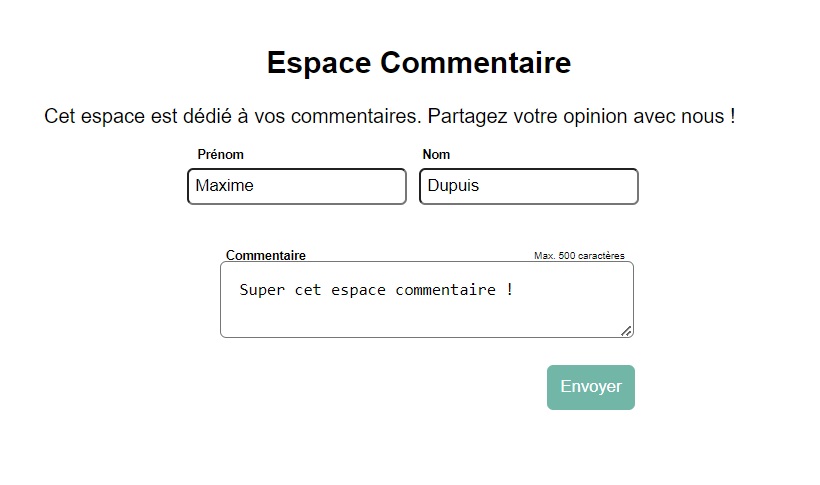 Espace Commentaire
Cet espace est dédié à vos commentaires. Partagez votre opinion avec nous !
Prénom Nom
Maxime Dupuis
Commentaire Max. 500 caractères
Super cet espace commentaire !
Envoyer